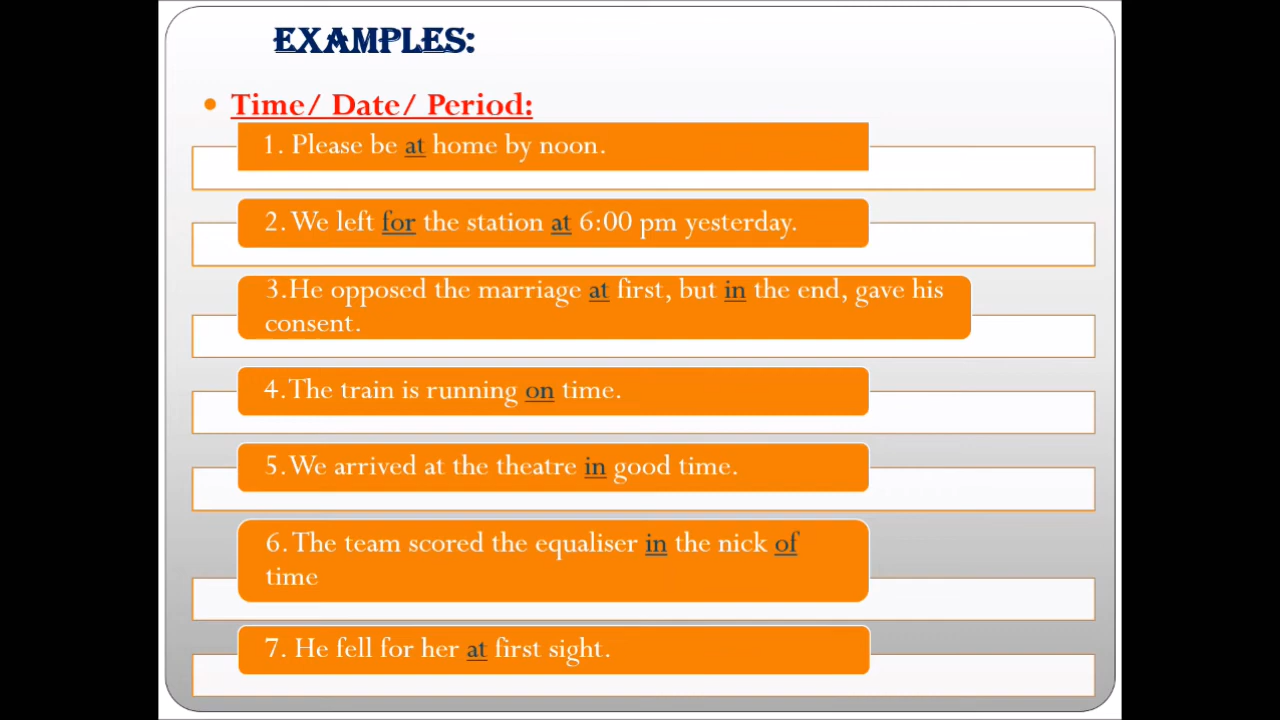 EXAMPLES:
• Time/ Date/ Period:
1. Please be at home by noon.
2. We left for the station at 6:00 pm yesterday.
3.He opposed the marriage at first, but in the end, gave his
consent.
4.The train is running on time.
5. We arrived at the theatre in good time.
6. The team scored the equaliser in the nick of
time
7. He fell for her at first sight.